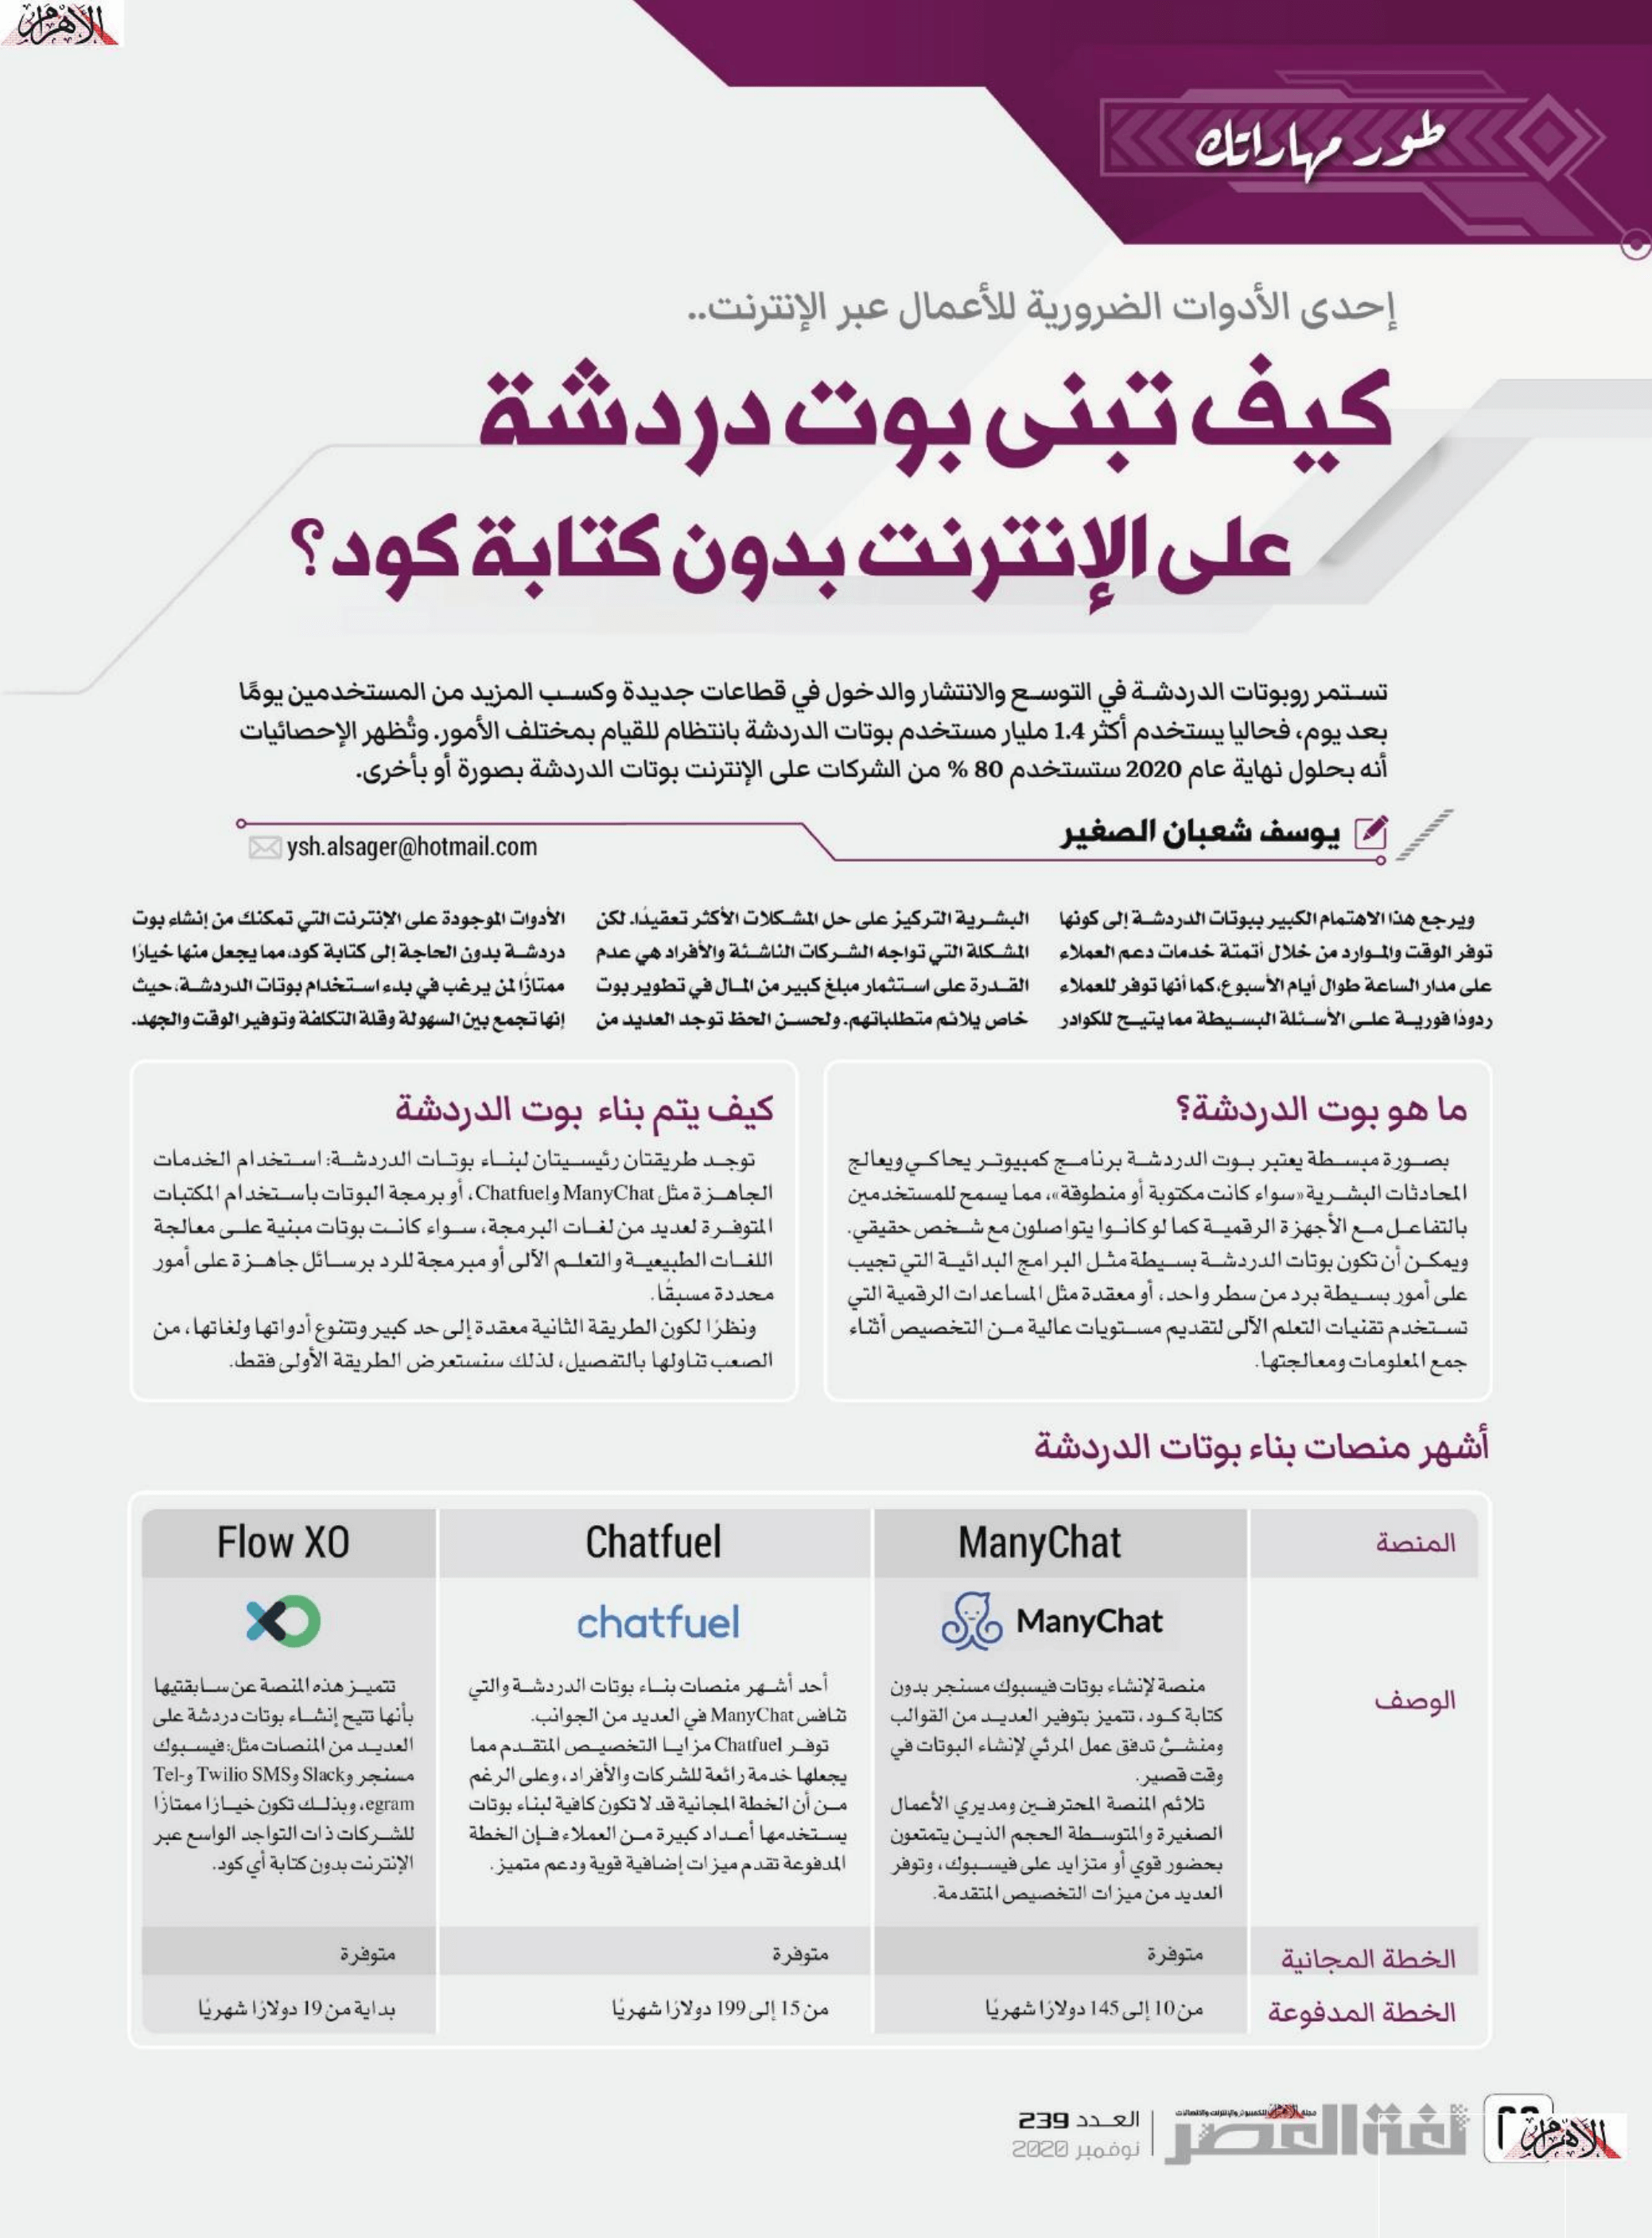 الأهرام
طور مهاراتك
إحدى الأدوات الضرورية للأعمال عبر الإنترنت..
كيف تبنى بوت دردشة
على الإنترنت بدون كتابة كود؟
تستمر روبوتات الدردشة في التوسع والانتشار والدخول في قطاعات جديدة وكسب المزيد من المستخدمين يومًا
بعد يوم، فحاليا يستخدم أكثر 1.4 مليار مستخدم بوتات الدردشة بانتظام للقيام بمختلف الأمور. وتُظهر الإحصائيات
أنه بحلول نهاية عام 2020 ستستخدم 80 % من الشركات على الإنترنت بوتات الدردشة بصورة أو بأخرى.
يوسف شعبان الصغير
ysh.alsager@hotmail.com
ويرجع هذا الاهتمام الكبير ببوتات الدردشة إلى كونها
توفر الوقت والموارد من خلال أتمتة خدمات دعم العملاء
على مدار الساعة طوال أيام الأسبوع، كما أنها توفر للعملاء
ردودًا فورية على الأسئلة البسيطة مما يتيح للكوادر
البشرية التركيز على حل المشكلات الأكثر تعقيدًا. لكن
المشكلة التي تواجه الشركات الناشئة والأفراد هي عدم
القدرة على استثمار مبلغ كبير من المال في تطوير بوت
خاص يلائم متطلباتهم. ولحسن الحظ توجد العديد من
الأدوات الموجودة على الإنترنت التي تمكنك من إنشاء بوت
دردشة بدون الحاجة إلى كتابة كود، مما يجعل منها خيارًا
ممتازًا لمن يرغب في بدء استخدام بوتات الدردشة، حيث
إنها تجمع بين السهولة وقلة التكلفة وتوفير الوقت والجهد.
ما هو بوت الدردشة؟
بصورة مبسطة يعتبر بوت الدردشة برنامج كمبيوتر يحاكي ويعالج
المحادثات البشرية «سواء كانت مكتوبة أو منطوقة»، مما يسمح للمستخدمين
بالتفاعل مع الأجهزة الرقمية كما لو كانوا يتواصلون مع شخص حقيقي.
ويمكن أن تكون بوتات الدردشة بسيطة مثل البرامج البدائية التي تجيب
على أمور بسيطة برد من سطر واحد، أو معقدة مثل المساعدات الرقمية التي
تستخدم تقنيات التعلم الآلى لتقديم مستويات عالية من التخصيص أثناء
جمع المعلومات ومعالجتها.
كيف يتم بناء بوت الدردشة
توجد طريقتان رئيسيتان لبناء بوتات الدردشة: استخدام الخدمات
الجاهزة مثل ManyChat وChatfuel، أو برمجة البوتات باستخدام المكتبات
المتوفرة لعديد من لغات البرمجة، سواء كانت بوتات مبنية على معالجة
اللغات الطبيعية والتعلم الآلى أو مبرمجة للرد برسائل جاهزة على أمور
محددة مسبقًا.
ونظرًا لكون الطريقة الثانية معقدة إلى حد كبير وتتنوع أدواتها ولغاتها، من
الصعب تناولها بالتفصيل، لذلك سنستعرض الطريقة الأولى فقط.
أشهر منصات بناء بوتات الدردشة
المنصة
ManyChat
Chatfuel
Flow XO
الوصف
ManyChat
منصة لإنشاء بوتات فيسبوك مسنجر بدون
كتابة كود، تتميز بتوفير العديد من القوالب
ومنشئ تدفق عمل المرئي لإنشاء البوتات في
وقت قصير.
تلائم المنصة المحترفين ومديري الأعمال
الصغيرة والمتوسطة الحجم الذين يتمتعون
بحضور قوي أو متزايد على فيسبوك، وتوفر
العديد من ميزات التخصيص المتقدمة.
chatfuel
أحد أشهر منصات بناء بوتات الدردشة والتي
تنافس ManyChat في العديد من الجوانب.
توفر Chatfuel مزايا التخصيص المتقدم مما
يجعلها خدمة رائعة للشركات والأفراد، وعلى الرغم
من أن الخطة المجانية قد لا تكون كافية لبناء بوتات
يستخدمها أعداد كبيرة من العملاء فإن الخطة
المدفوعة تقدم ميزات إضافية قوية ودعم متميز.
XO
تتميز هذه المنصة عن سابقتيها
بأنها تتيح إنشاء بوتات دردشة على
العديد من المنصات مثل: فيسبوك
مسنجر وSlack وTwilio SMS وTel-
egram، وبذلك تكون خيارا ممتازًا
للشركات ذات التواجد الواسع عبر
الإنترنت بدون كتابة أي كود.
الخطة المجانية
متوفرة
متوفرة
متوفرة
الخطة المدفوعة
من 10 إلى 145 دولارًا شهريًا
من 15 إلى 199 دولارًا شهريًا
بداية من 19 دولارًا شهريًا
الأهرام
لغة العصر
العدد 239
نوفمبر 2020